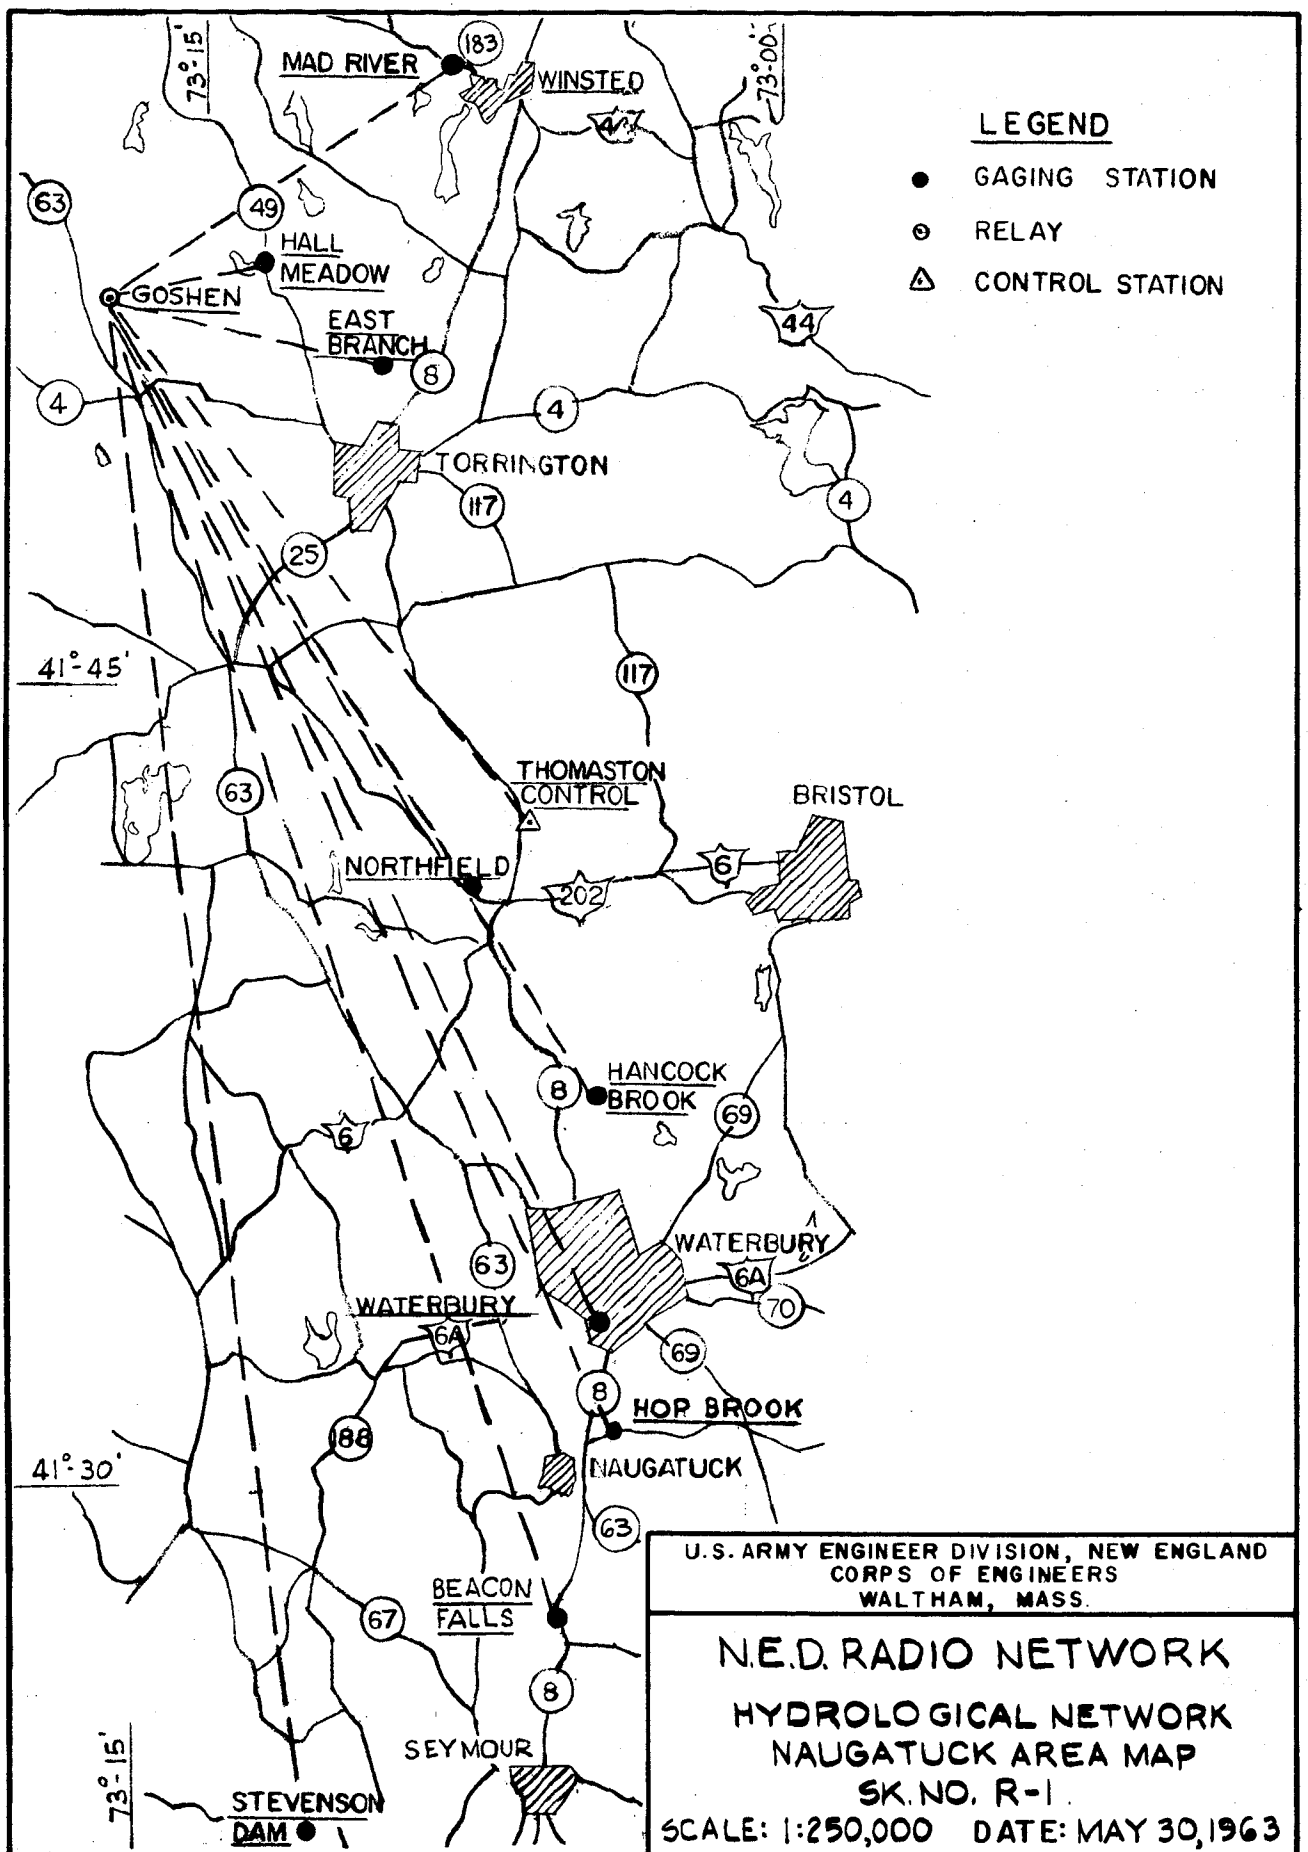 73°-15'
MAD RIVER
183
WINSTED
73-00'
44
LEGEND
GAGING STATION
RELAY
CONTROL STATION
63
49
HALL
MEADOW
GOSHEN
EAST
BRANCH
8
44
4
4
TORRINGTON
117
4
25
41°-45'
117
63
THOMASTON
CONTROL
BRISTOL
NORTHFIELD
6
202
8
HANCOCK
BROOK
69
6
63
WATERBURY
6A
70
WATERBURY
6A
69
8
HOP BROOK
188
41°-30'
NAUGATUCK
63
BEACON
FALLS
67
8
SEYMOUR
73°-15'
STEVENSON
DAM
U.S. ARMY ENGINEER DIVISION, NEW ENGLAND
CORPS OF ENGINEERS
WALTHAM, MASS.
N.E.D. RADIO NETWORK
HYDROLOGICAL NETWORK
NAUGATUCK AREA MAP
SK. NO. R-1
SCALE: 1:250,000 DATE: MAY 30, 1963